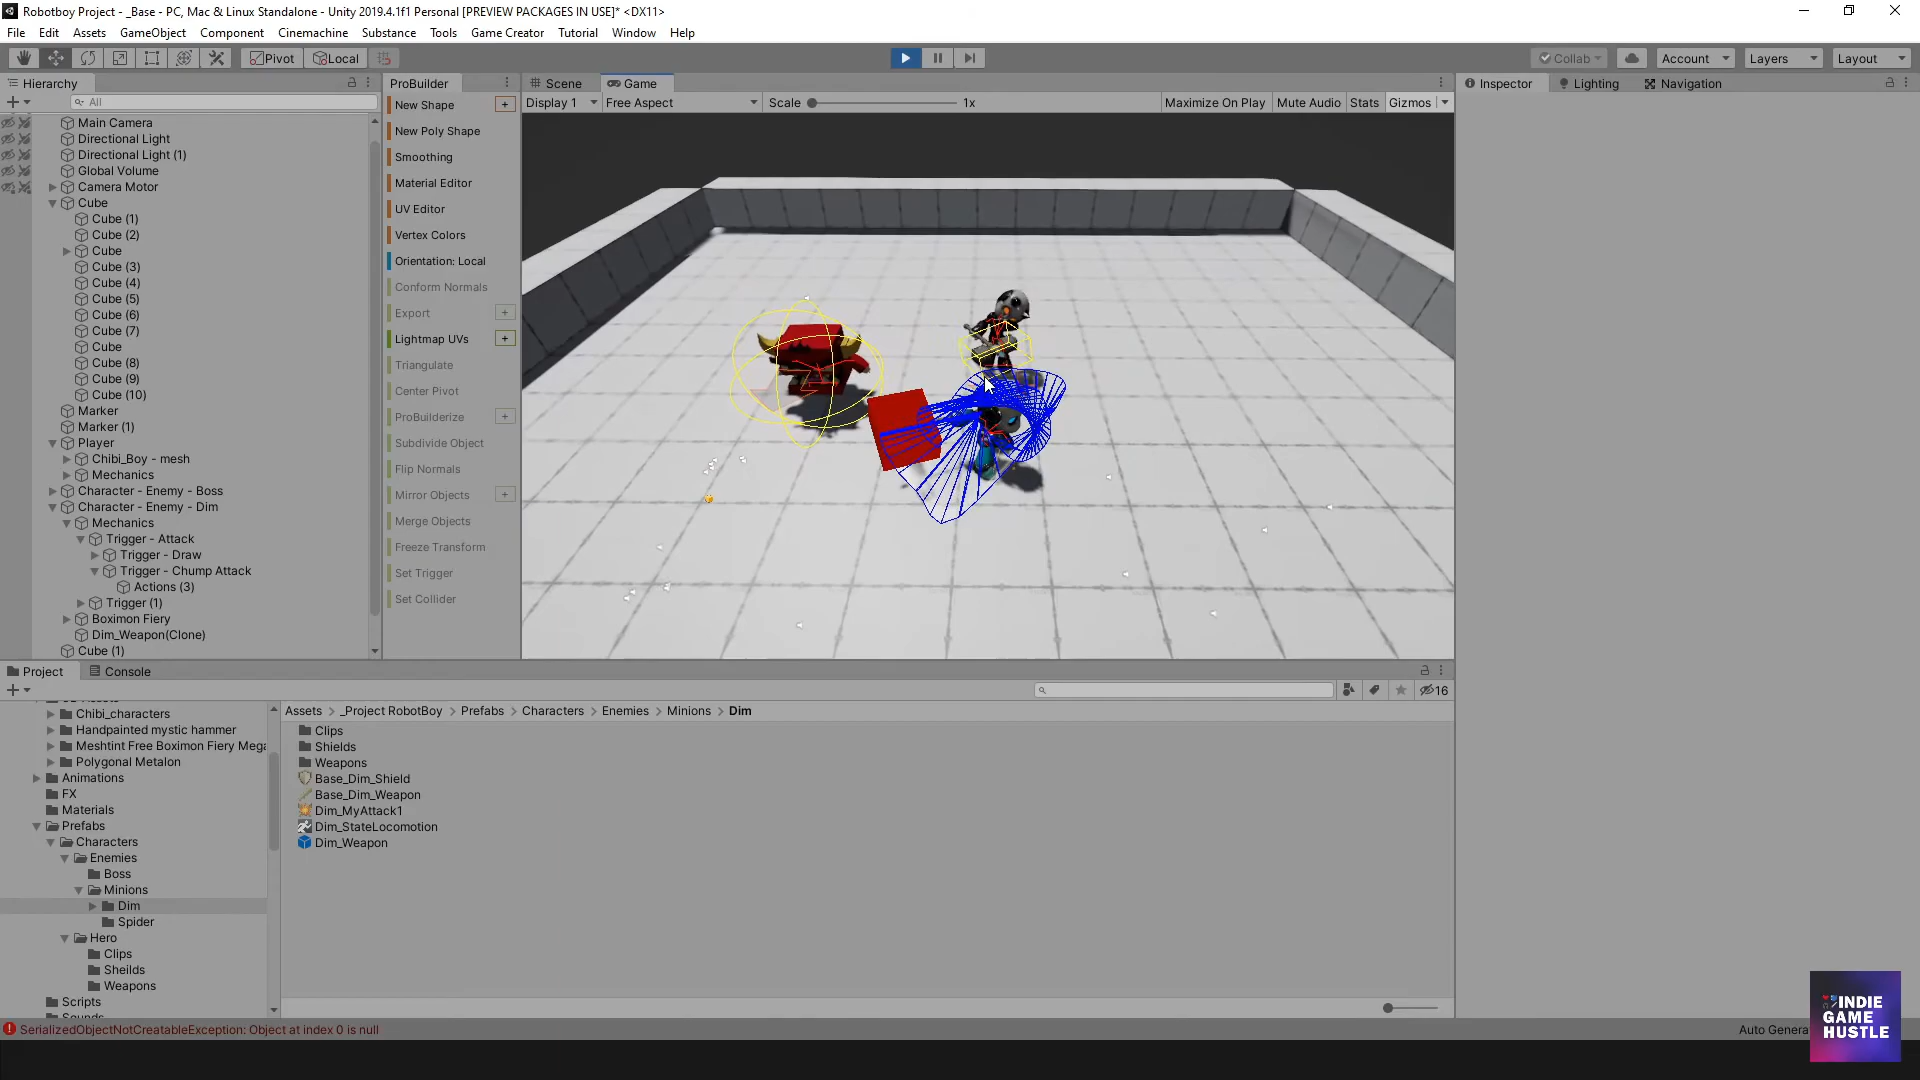 Robotboy Project - _Base - PC, Mac & Linux Standalone - Unity 2019.4.1f1 Personal [PREVIEW PACKAGES IN USE]* <DX11>
File Edit Assets GameObject Component Cinemachine Substance Tools Game Creator Tutorial Window Help
Pivot Local Collab Account Layers Layout
Hierarchy
All
Main Camera
Directional Light
Directional Light (1)
Global Volume
Camera Motor
Cube
Cube (1)
Cube (2)
Cube
Cube (3)
Cube (4)
Cube (5)
Cube (6)
Cube (7)
Cube
Cube (8)
Cube (9)
Cube (10)
Marker
Marker (1)
Player
Chibi_Boy - mesh
Mechanics
Character - Enemy - Boss
Character - Enemy - Dim
Mechanics
Trigger - Attack
Trigger - Draw
Trigger - Chump Attack
Actions (3)
Trigger (1)
Boximon Fiery
Dim_Weapon(Clone)
Cube (1)
ProBuilder
New Shape +
New Poly Shape
Smoothing
Material Editor
UV Editor
Vertex Colors
Orientation: Local
Conform Normals
Export +
Lightmap UVs +
Triangulate
Center Pivot
ProBuilderize +
Subdivide Object
Flip Normals
Mirror Objects +
Merge Objects
Freeze Transform
Set Trigger
Set Collider
Scene Game
Display 1 Free Aspect Scale 1x Maximize On Play Mute Audio Stats Gizmos
Inspector Lighting Navigation
Project Console
16
Chibi_characters
Handpainted mystic hammer
Meshtint Free Boximon Fiery Mega
Polygonal Metalon
Animations
FX
Materials
Prefabs
Characters
Enemies
Boss
Minions
Dim
Spider
Hero
Clips
Sheilds
Weapons
Scripts
Sounds
Assets > _Project RobotBoy > Prefabs > Characters > Enemies > Minions > Dim
Clips
Shields
Weapons
Base_Dim_Shield
Base_Dim_Weapon
Dim_MyAttack1
Dim_StateLocomotion
Dim_Weapon
SerializedObjectNotCreatableException: Object at index 0 is null
Auto Genera
INDIE
GAME
HUSTLE